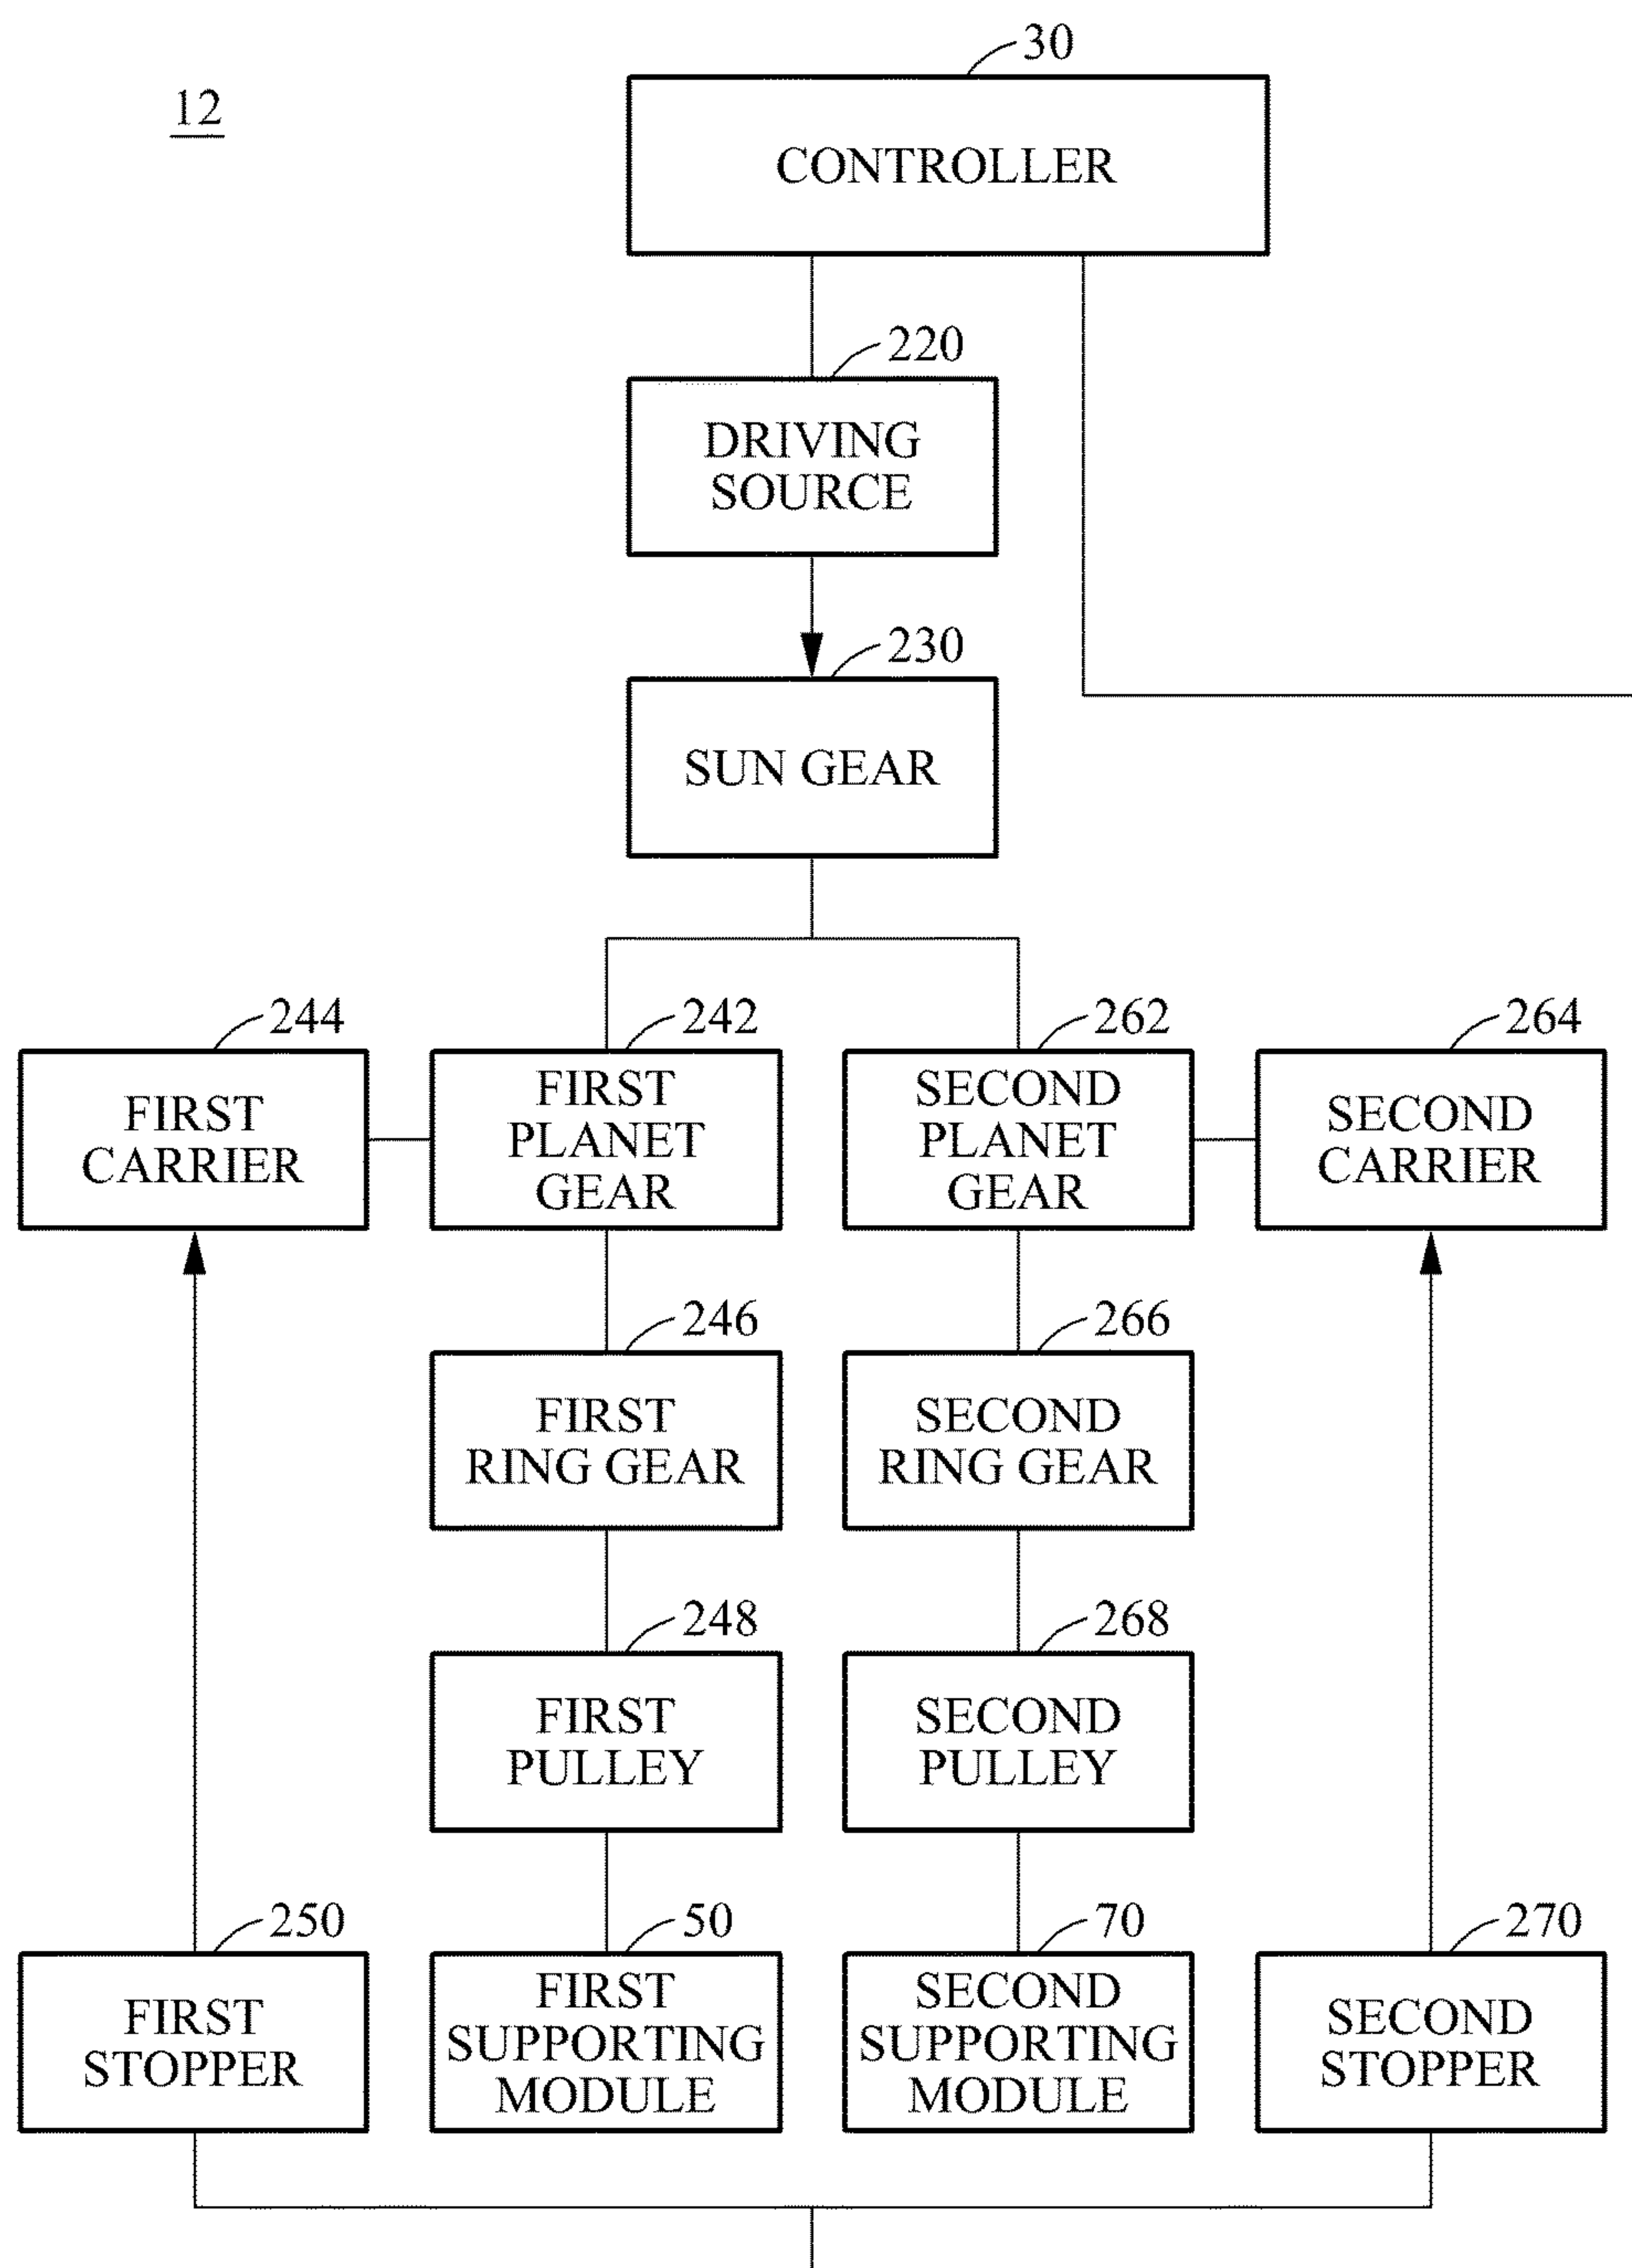 30
12
CONTROLLER
220
DRIVING
SOURCE
230
SUN GEAR
244
242
262
264
FIRST
CARRIER
FIRST
PLANET
GEAR
SECOND
PLANET
GEAR
SECOND
CARRIER
246
266
FIRST
RING GEAR
SECOND
RING GEAR
248
268
FIRST
PULLEY
SECOND
PULLEY
250
50
70
270
FIRST
STOPPER
FIRST
SUPPORTING
MODULE
SECOND
SUPPORTING
MODULE
SECOND
STOPPER